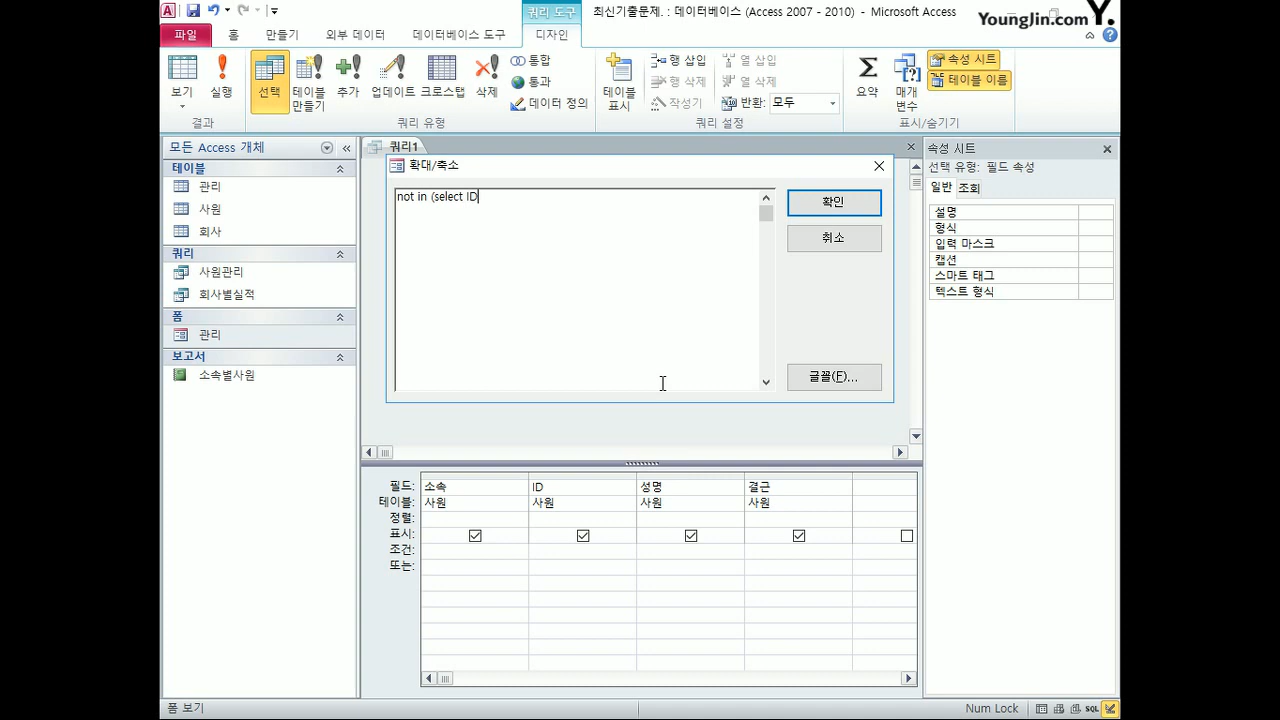 최신기출문제. : 데이터베이스 (Access 2007 - 2010) - Microsoft Access
쿼리 도구
YoungJin.com Y.
파일 홈 만들기 외부 데이터 데이터베이스 도구 디자인
보기
실행
결과
선택
테이블
만들기
추가
업데이트
크로스탭
삭제
통합
통과
데이터 정의
쿼리 유형
테이블
표시
행 삽입
행 삭제
작성기
열 삽입
열 삭제
반환: 모두
쿼리 설정
요약
매개
변수
속성 시트
테이블 이름
표시/숨기기
모든 Access 개체
테이블
관리
사원
회사
쿼리
사원관리
회사별실적
폼
관리
보고서
소속별사원
쿼리1
확대/축소
not in (select ID
확인
취소
글꼴(F)...
필드: 소속 ID 성명 결근
테이블: 사원 사원 사원 사원
정렬:
표시:
조건:
또는:
속성 시트
선택 유형: 필드 속성
일반 조회
설명
형식
입력 마스크
캡션
스마트 태그
텍스트 형식
폼 보기
Num Lock
SQL